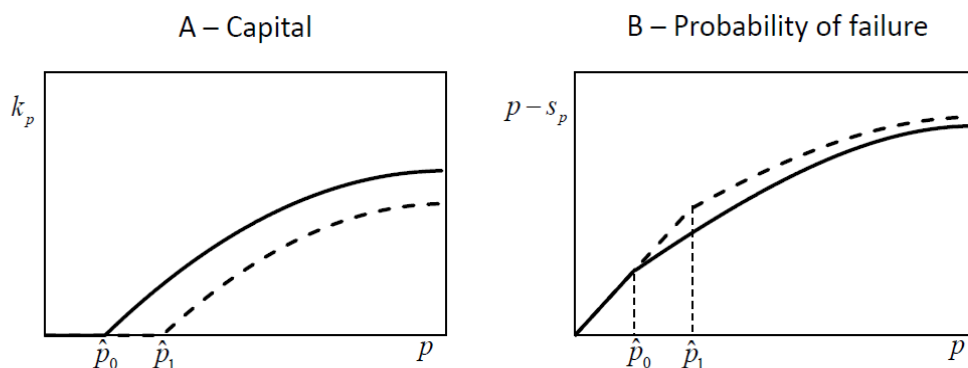 A – Capital
k_p
p̂_0
p̂_1
p
B – Probability of failure
p – s_p
p̂_0
p̂_1
p